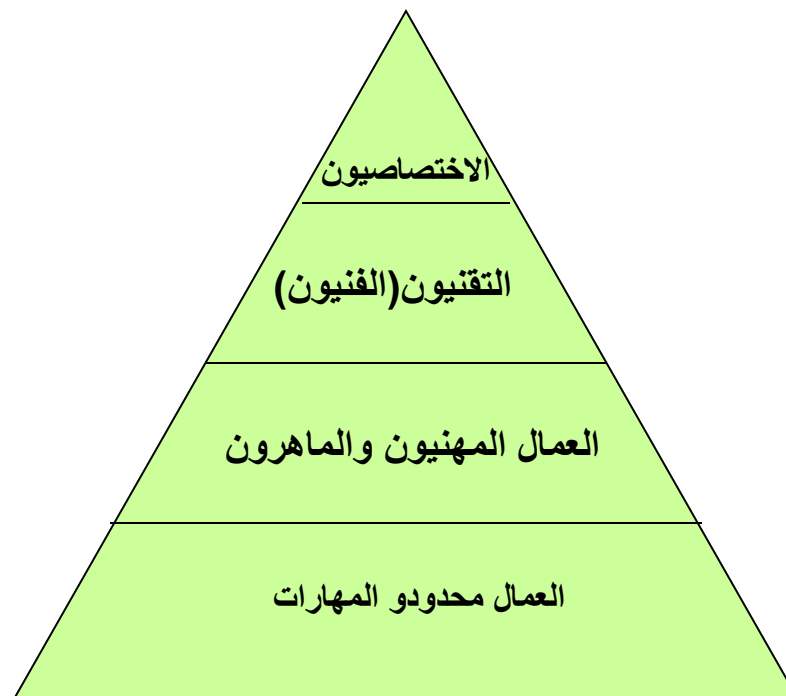 الاختصاصيون
التقنيون(الفنيون)
العمال المهنيون والماهرون
العمال محدودو المهارات